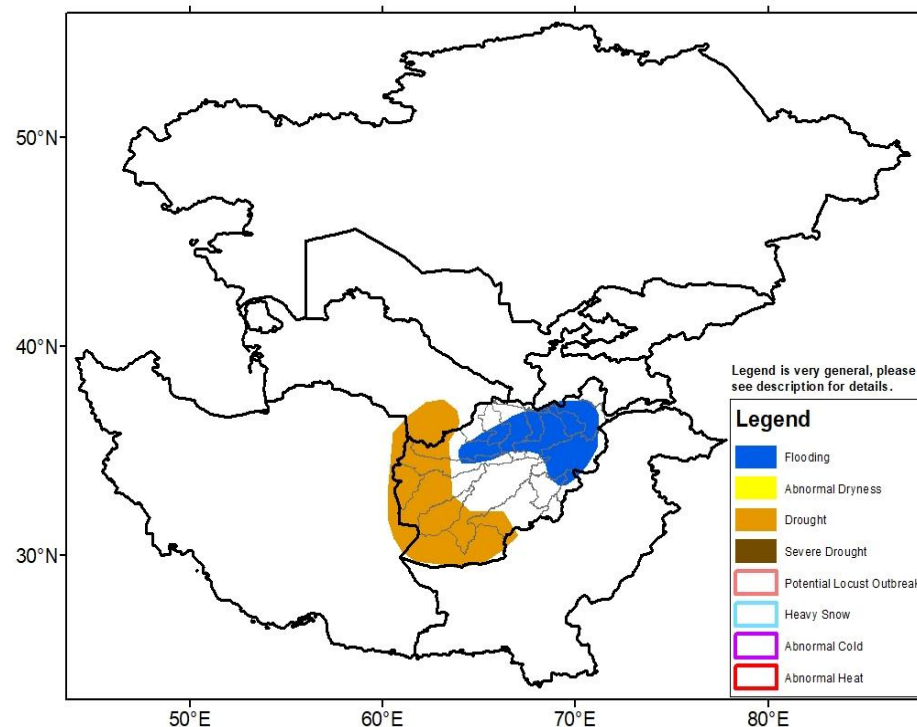 50°N
40°N
30°N
50°E
60°E
70°E
80°E
Legend is very general, please
see description for details.
Legend
Flooding
Abnormal Dryness
Drought
Severe Drought
Potential Locust Outbreak
Heavy Snow
Abnormal Cold
Abnormal Heat